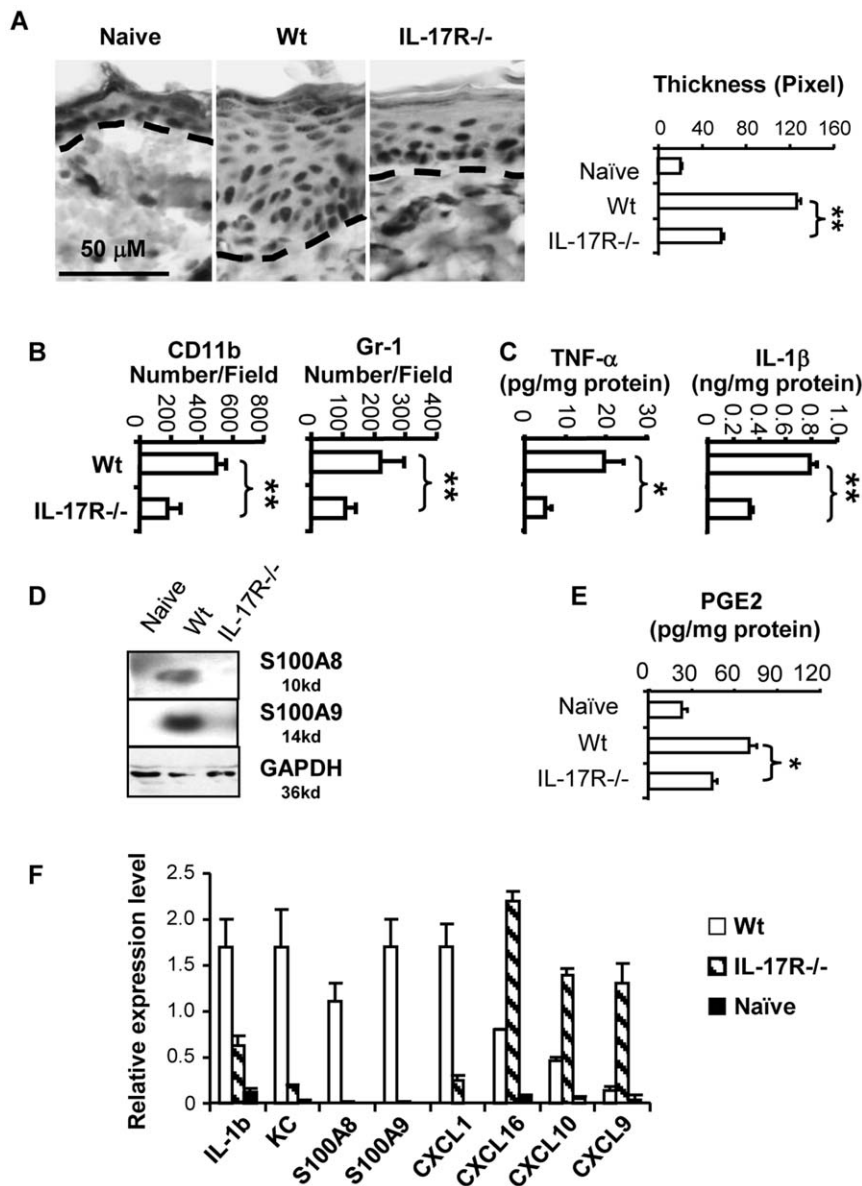 A
Naive Wt IL-17R-/-
50 µM
Thickness (Pixel)
0 40 80 120 160
Naïve
Wt
IL-17R-/-
**
B
CD11b
Number/Field
0 200 400 600 800
Gr-1
Number/Field
0 100 200 300 400
Wt
IL-17R-/-
**
**
C
TNF-α
(pg/mg protein)
0 10 20 30
*
IL-1β
(ng/mg protein)
0 0.2 0.4 0.6 0.8 1.0
**
D
Naive Wt IL-17R-/-
S100A8
10kd
S100A9
14kd
GAPDH
36kd
E
PGE2
(pg/mg protein)
0 30 60 90 120
Naïve
Wt
IL-17R-/-
*
F
Relative expression level
2.5
2.0
1.5
1.0
0.5
0
IL-1b KC S100A8 S100A9 CXCL1 CXCL16 CXCL10 CXCL9
Wt
IL-17R-/-
Naïve